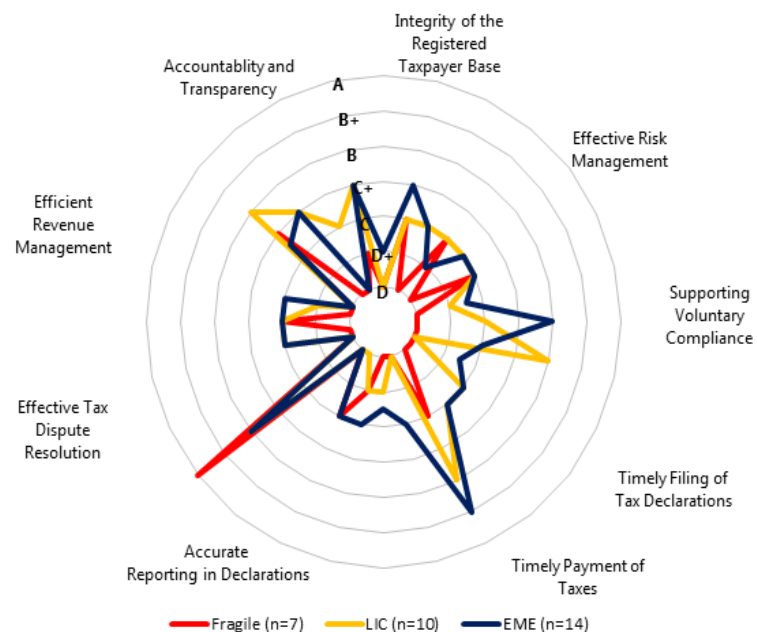 Integrity of the
Registered
Taxpayer Base
Accountablity and
Transparency
A
B+
B
C+
C
D+
D
Effective Risk
Management
Efficient
Revenue
Management
Supporting
Voluntary
Compliance
Effective Tax
Dispute
Resolution
Timely Filing of
Tax Declarations
Accurate
Reporting in Declarations
Timely Payment of
Taxes
Fragile (n=7)
LIC (n=10)
EME (n=14)